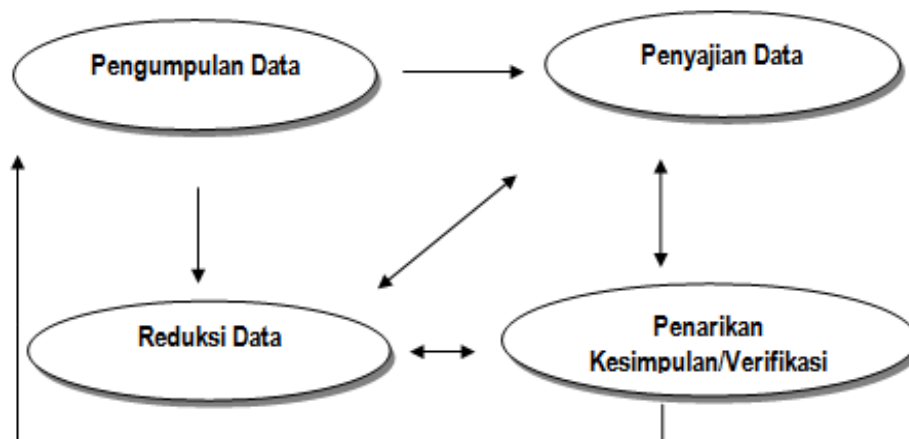 Pengumpulan Data
Penyajian Data
Reduksi Data
Penarikan
Kesimpulan/Verifikasi